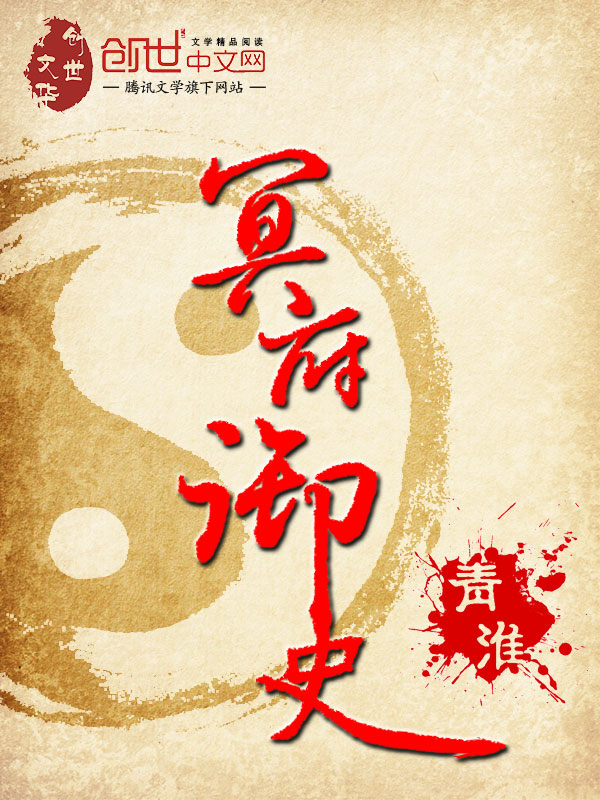 创世文华
文学精品阅读
创世中文网
— 腾讯文学旗下网站 —
冥府御史
青淮